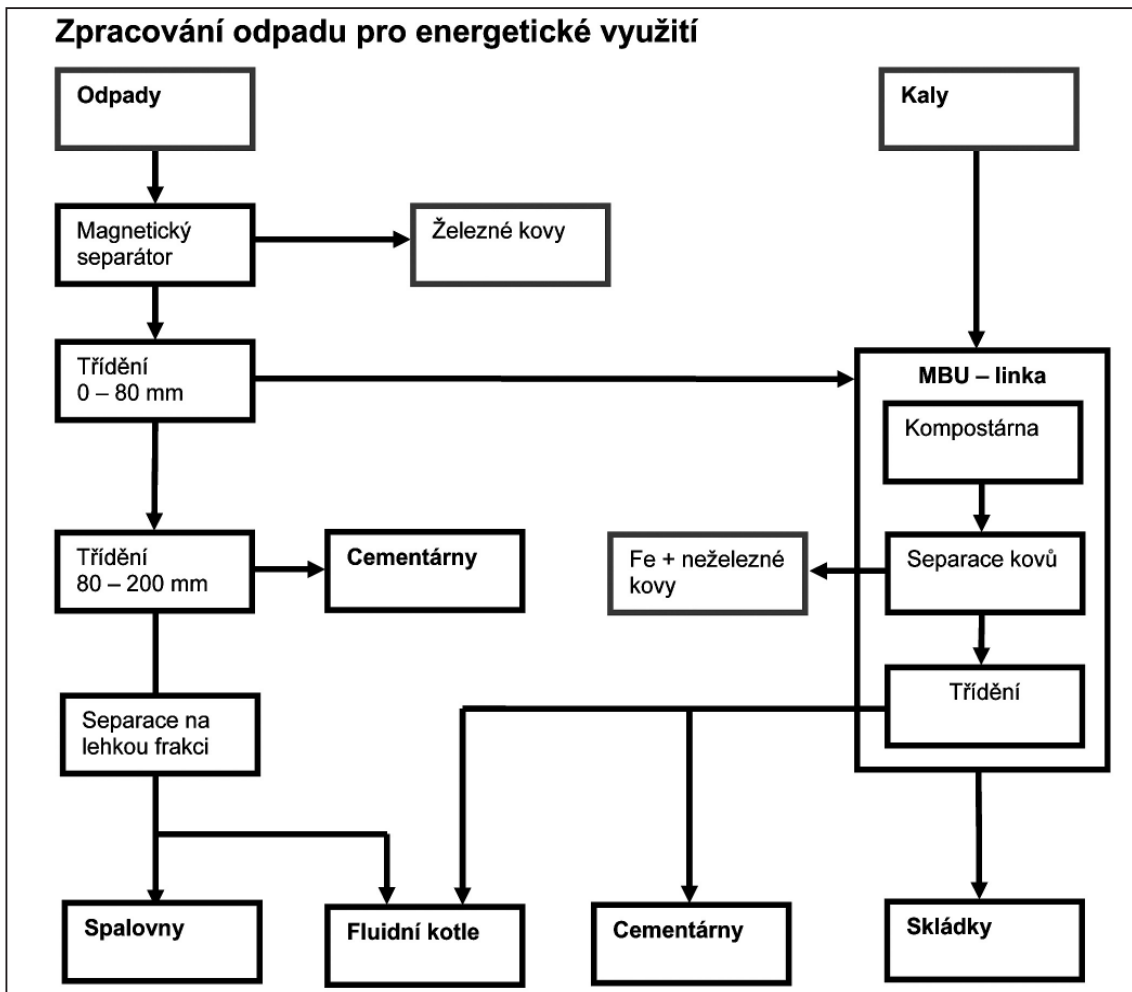 Zpracování odpadu pro energetické využití
Odpady
Kaly
Magnetický
separátor
Železné kovy
Třídění
0 – 80 mm
MBU – linka
Kompostárna
Třídění
80 – 200 mm
Cementárny
Fe + neželezné
kovy
Separace kovů
Separace na
lehkou frakci
Třídění
Spalovny
Fluidní kotle
Cementárny
Skládky